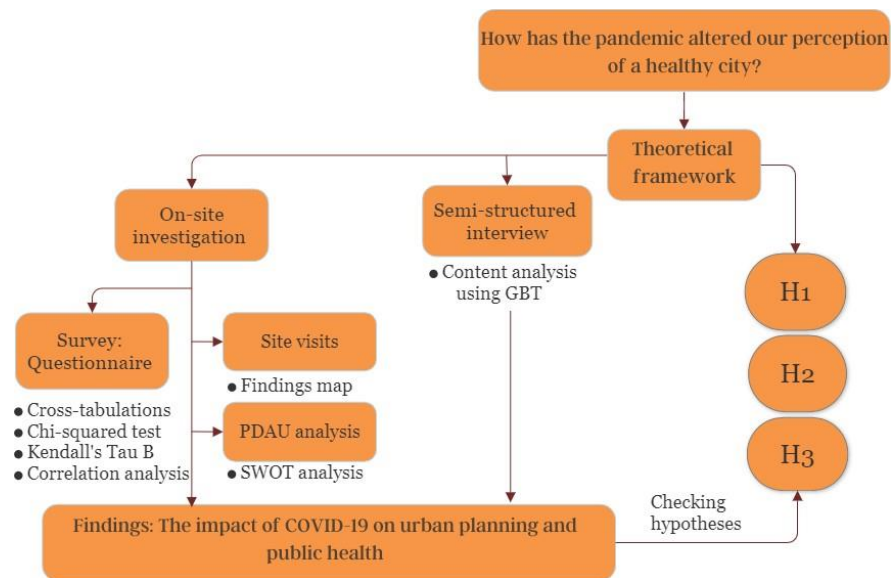 How has the pandemic altered our perception
of a healthy city?
Theoretical
framework
On-site
investigation
Semi-structured
interview
● Content analysis
using GBT
H1
H2
H3
Survey:
Questionnaire
● Cross-tabulations
● Chi-squared test
● Kendall's Tau B
● Correlation analysis
Site visits
● Findings map
PDAU analysis
● SWOT analysis
Findings: The impact of COVID-19 on urban planning and
public health
Checking
hypotheses